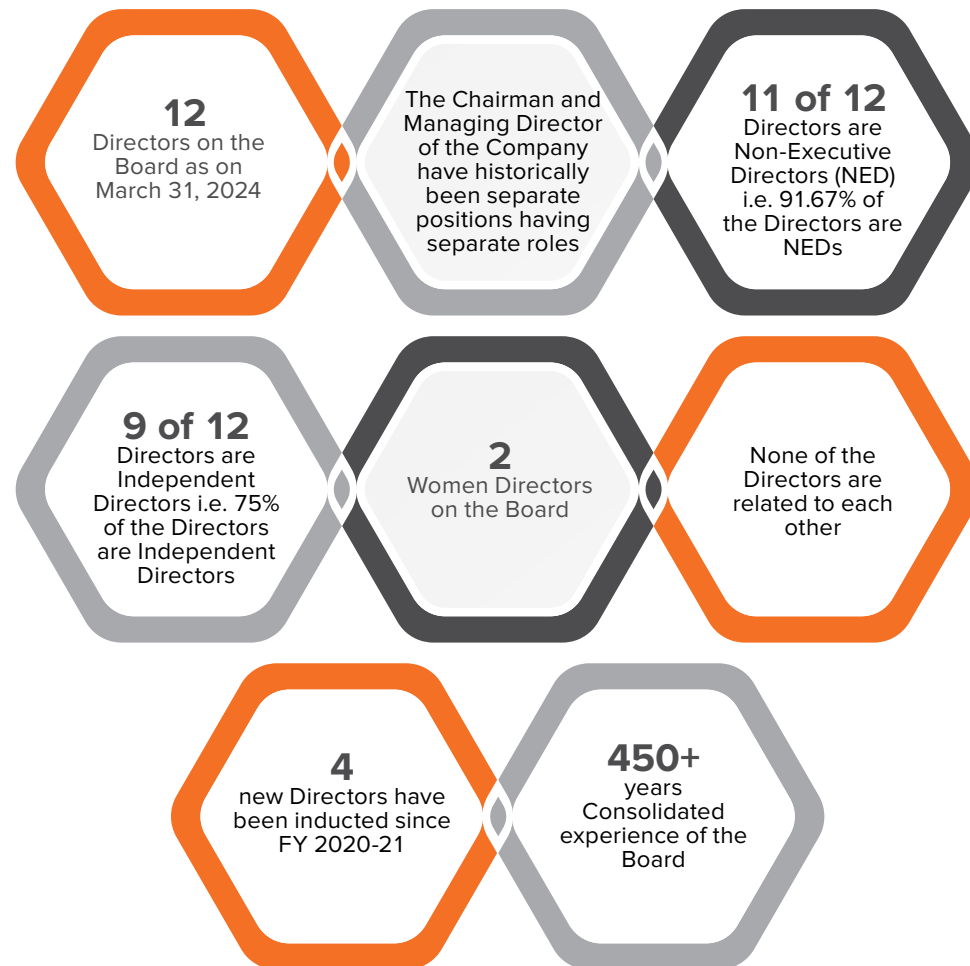 12
Directors on the
Board as on
March 31, 2024
The Chairman and
Managing Director
of the Company
have historically
been separate
positions having
separate roles
11 of 12
Directors are
Non-Executive
Directors (NED)
i.e. 91.67% of
the Directors are
NEDs
9 of 12
Directors are
Independent
Directors i.e. 75%
of the Directors
are Independent
Directors
2
Women Directors
on the Board
None of the
Directors are
related to each
other
4
new Directors have
been inducted since
FY 2020-21
450+
years
Consolidated
experience of the
Board